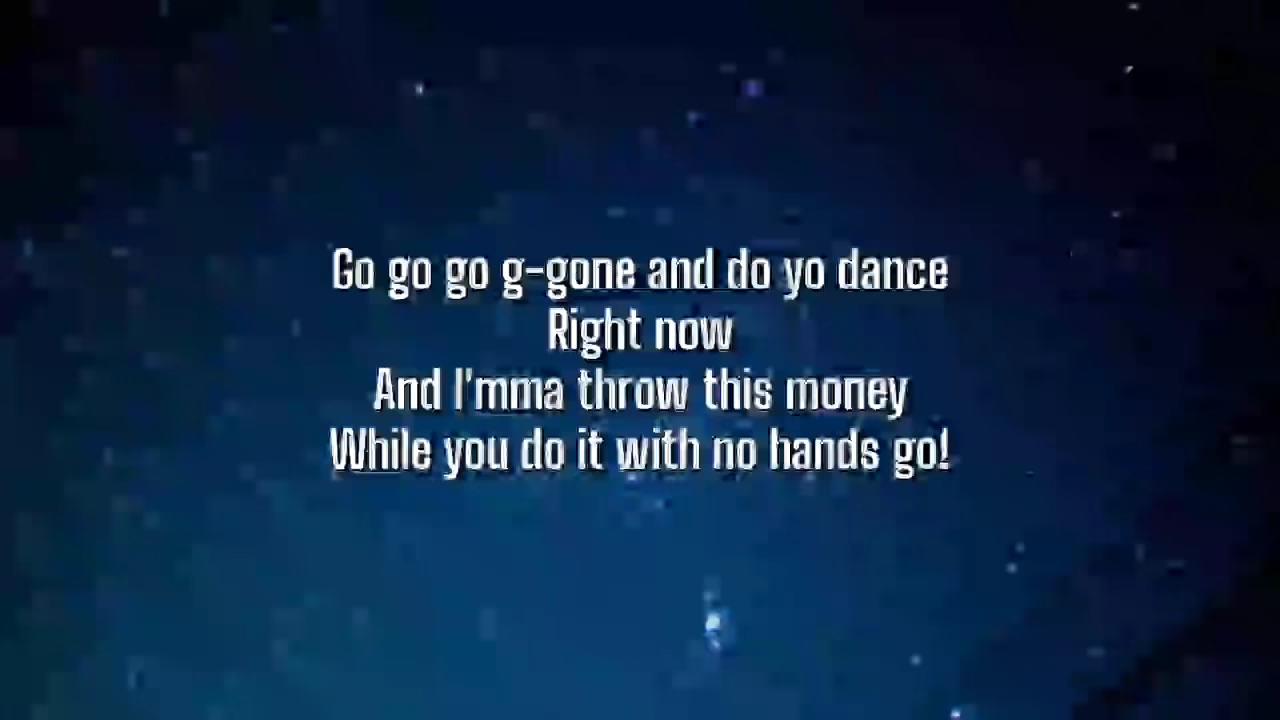 Go go go g-gone and do yo dance
Right now
And I'mma throw this money
While you do it with no hands go!